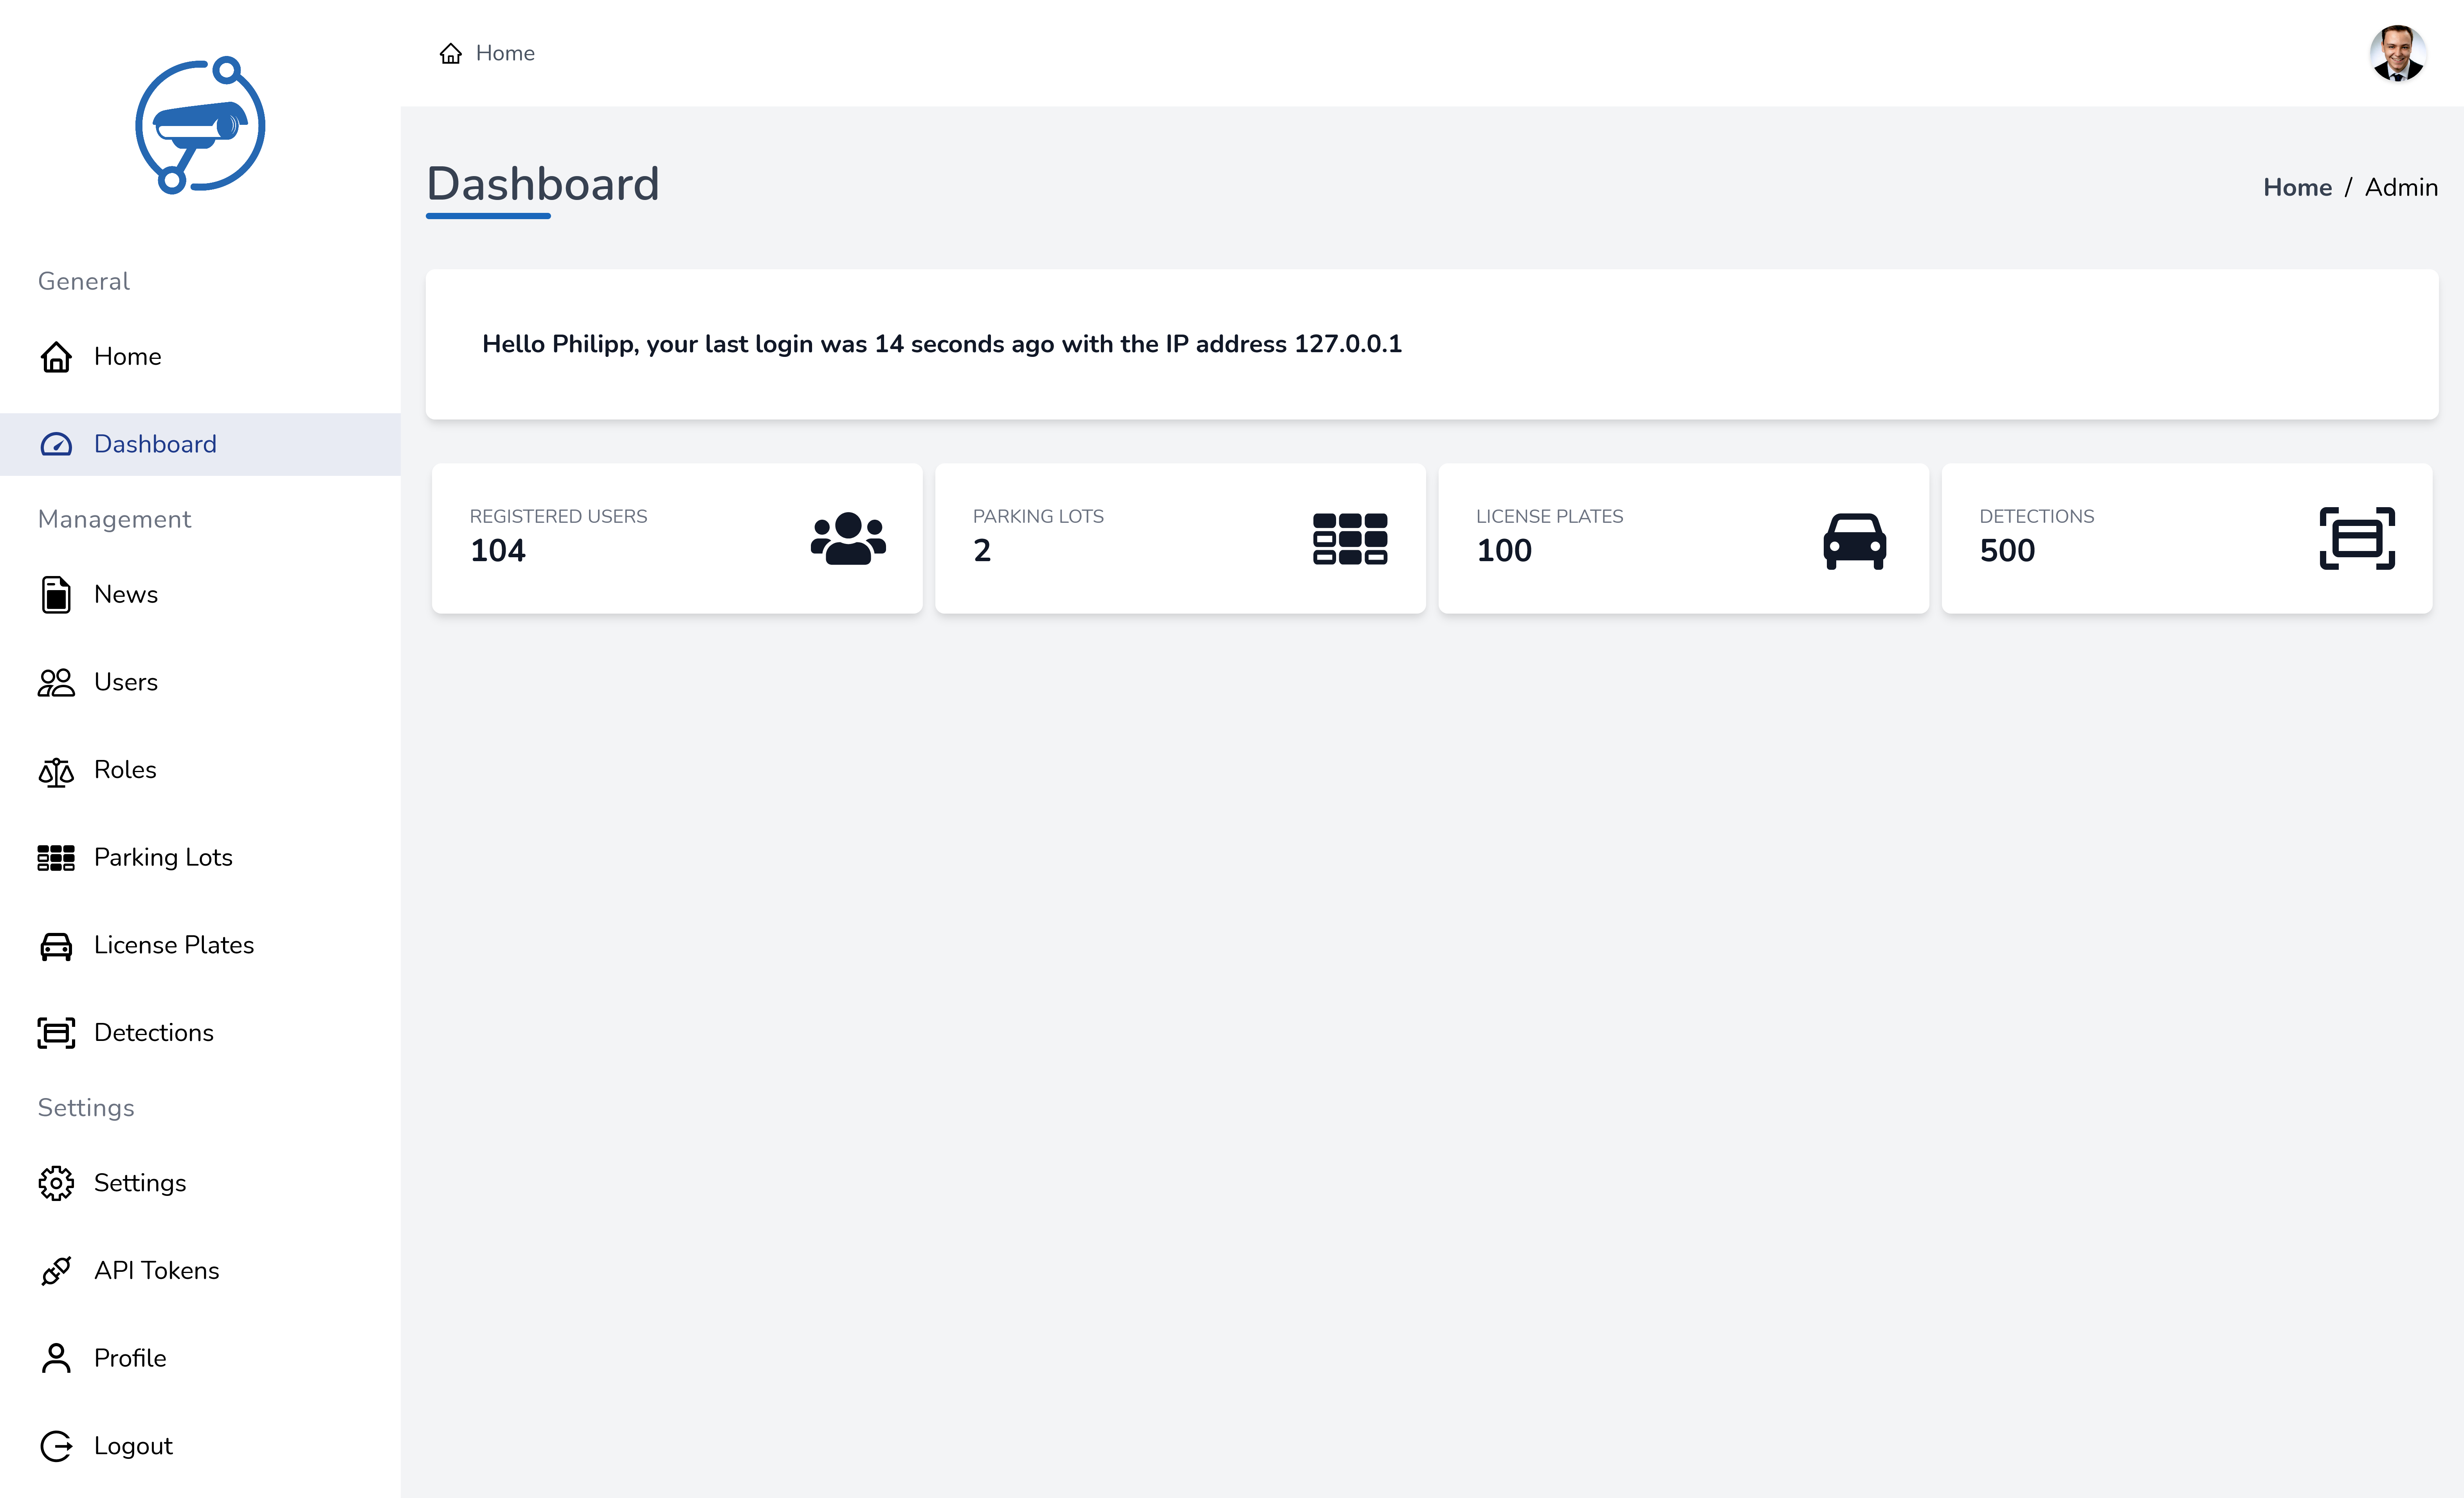 Home
Dashboard
Home / Admin
General
Home
Dashboard
Management
News
Users
Roles
Parking Lots
License Plates
Detections
Settings
Settings
API Tokens
Profile
Logout
Hello Philipp, your last login was 14 seconds ago with the IP address 127.0.0.1
REGISTERED USERS
104
PARKING LOTS
2
LICENSE PLATES
100
DETECTIONS
500